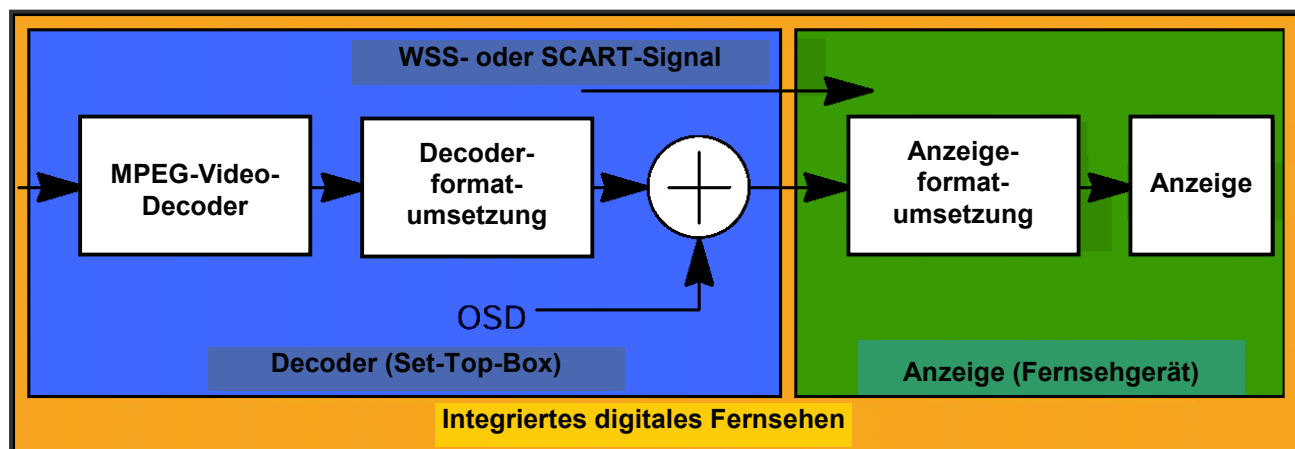 WSS- oder SCART-Signal
MPEG-Video-
Decoder
Decoder-
format-
umsetzung
Anzeige-
format-
umsetzung
Anzeige
OSD
Decoder (Set-Top-Box)
Anzeige (Fernsehgerät)
Integriertes digitales Fernsehen